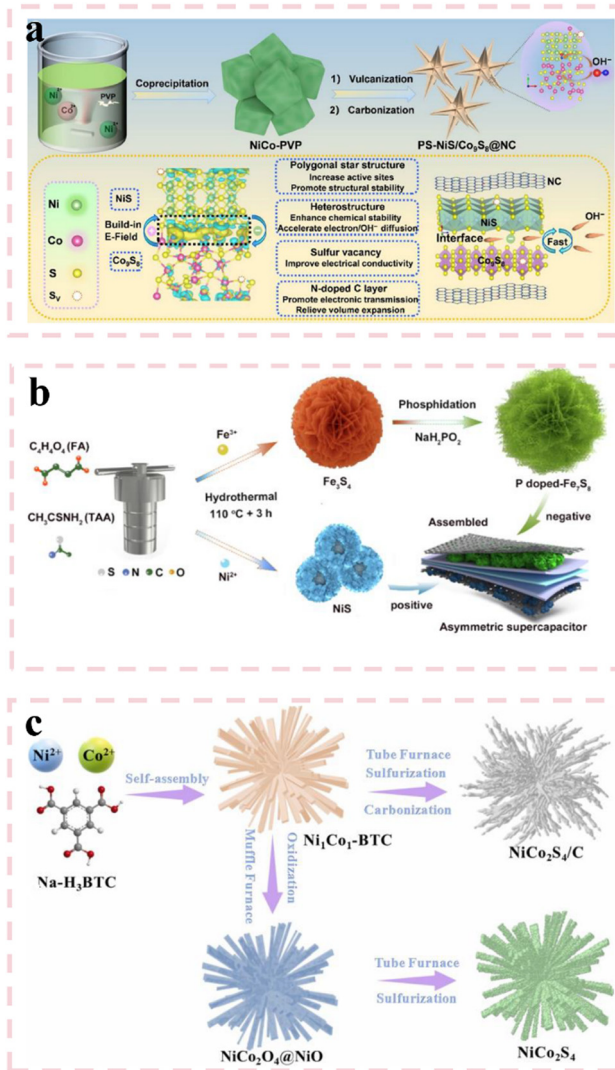 a
Ni²⁺
Co²⁺
PVP
Ni²⁺
Coprecipitation
NiCo-PVP
1) Vulcanization
2) Carbonization
PS-NiS/Co₉S₈@NC
OH⁻
Ni
Co
S
Sᵥ
NiS
Build-in
E-Field
Co₉S₈
Polygonal star structure
Increase active sites
Promote structural stability
Heterostructure
Enhance chemical stability
Accelerate electron/OH⁻ diffusion
Sulfur vacancy
Improve electrical conductivity
N-doped C layer
Promote electronic transmission
Relieve volume expansion
NC
NiS
OH⁻
Interface
Fast
Co₉S₈
b
C₄H₄O₄ (FA)
CH₃CSNH₂ (TAA)
S N C O
Fe³⁺
Hydrothermal
110 °C + 3 h
Ni²⁺
Fe₃S₄
Phosphidation
NaH₂PO₂
P doped-Fe₇S₈
negative
NiS
positive
Assembled
Asymmetric supercapacitor
c
Ni²⁺ Co²⁺
Na-H₃BTC
Self-assembly
Ni₁Co₁-BTC
Tube Furnace
Sulfurization
Carbonization
NiCo₂S₄/C
Muffle Furnace
Oxidization
NiCo₂O₄@NiO
Tube Furnace
Sulfurization
NiCo₂S₄